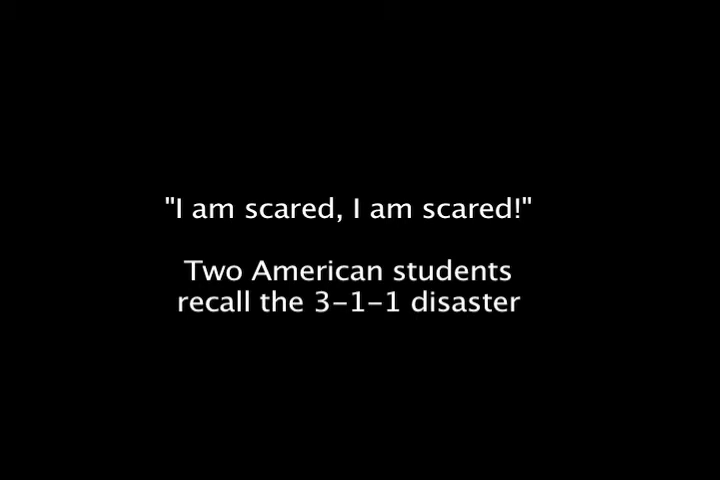 "I am scared, I am scared!"
Two American students
recall the 3-1-1 disaster